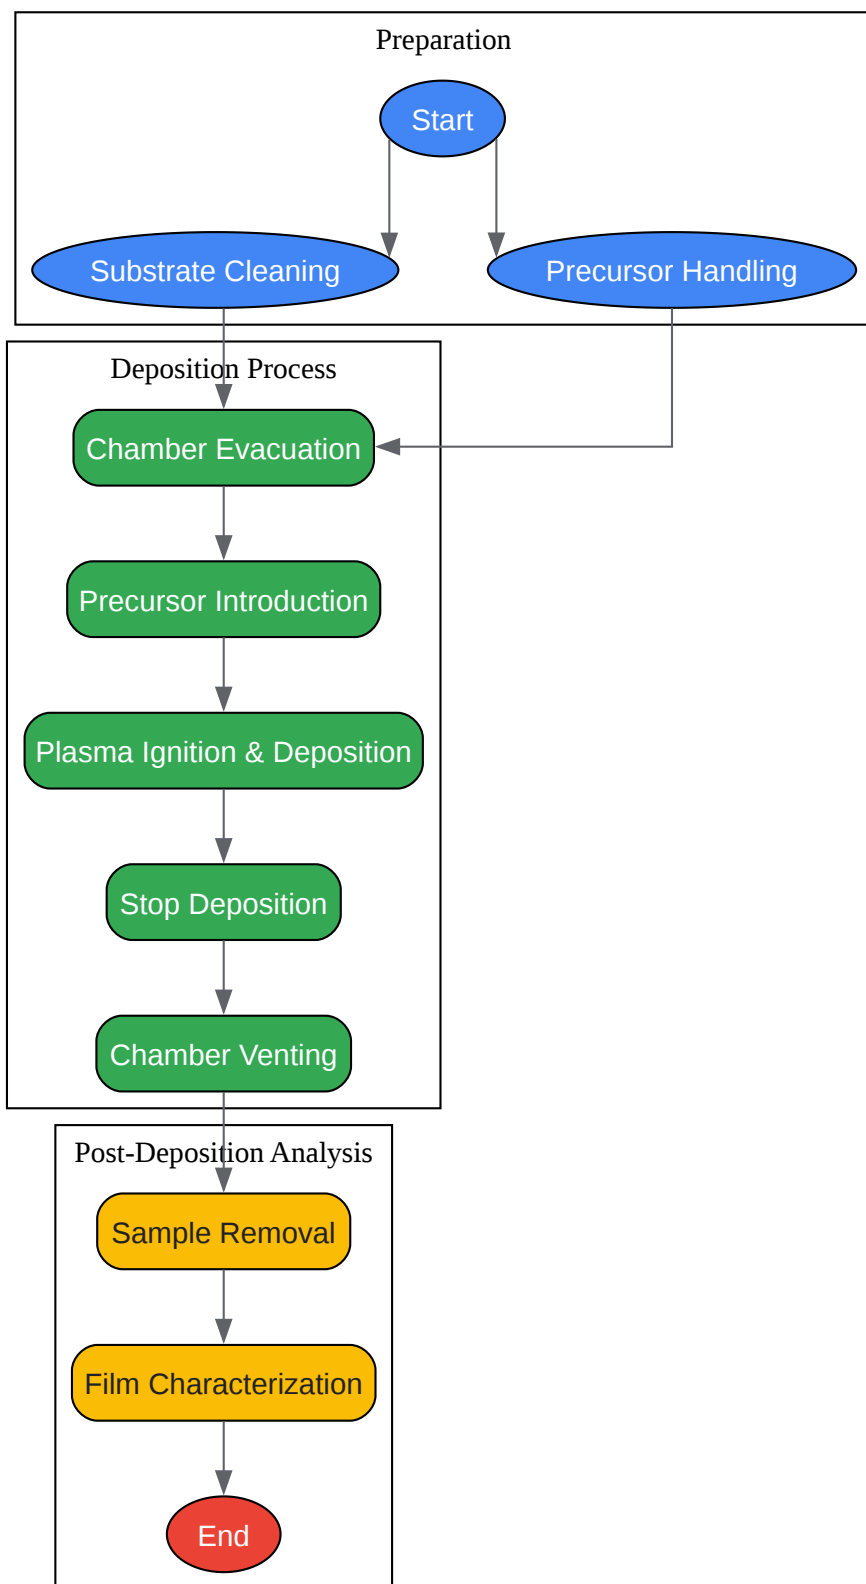 Preparation
Start
Substrate Cleaning
Precursor Handling
Deposition Process
Chamber Evacuation
Precursor Introduction
Plasma Ignition & Deposition
Stop Deposition
Chamber Venting
Post-Deposition Analysis
Sample Removal
Film Characterization
End